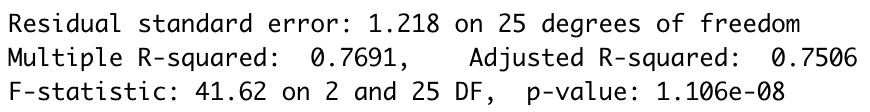 Residual standard error: 1.218 on 25 degrees of freedom
Multiple R-squared:  0.7691,    Adjusted R-squared:  0.7506
F-statistic: 41.62 on 2 and 25 DF,  p-value: 1.106e-08